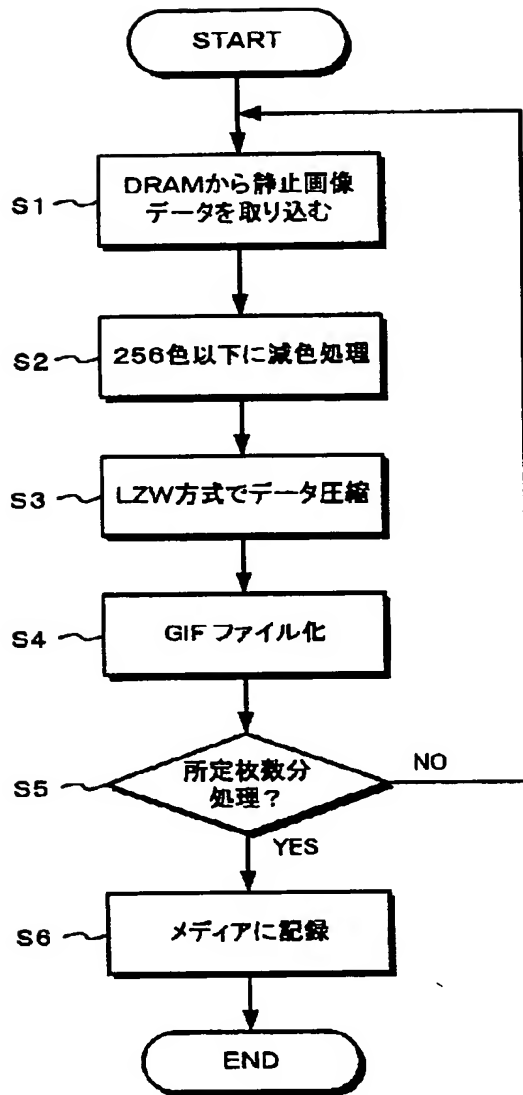 START
S1
DRAMから静止画像
データを取り込む
S2
256色以下に減色処理
S3
LZW方式でデータ圧縮
S4
GIFファイル化
S5
所定枚数分
処理?
NO
YES
S6
メディアに記録
END